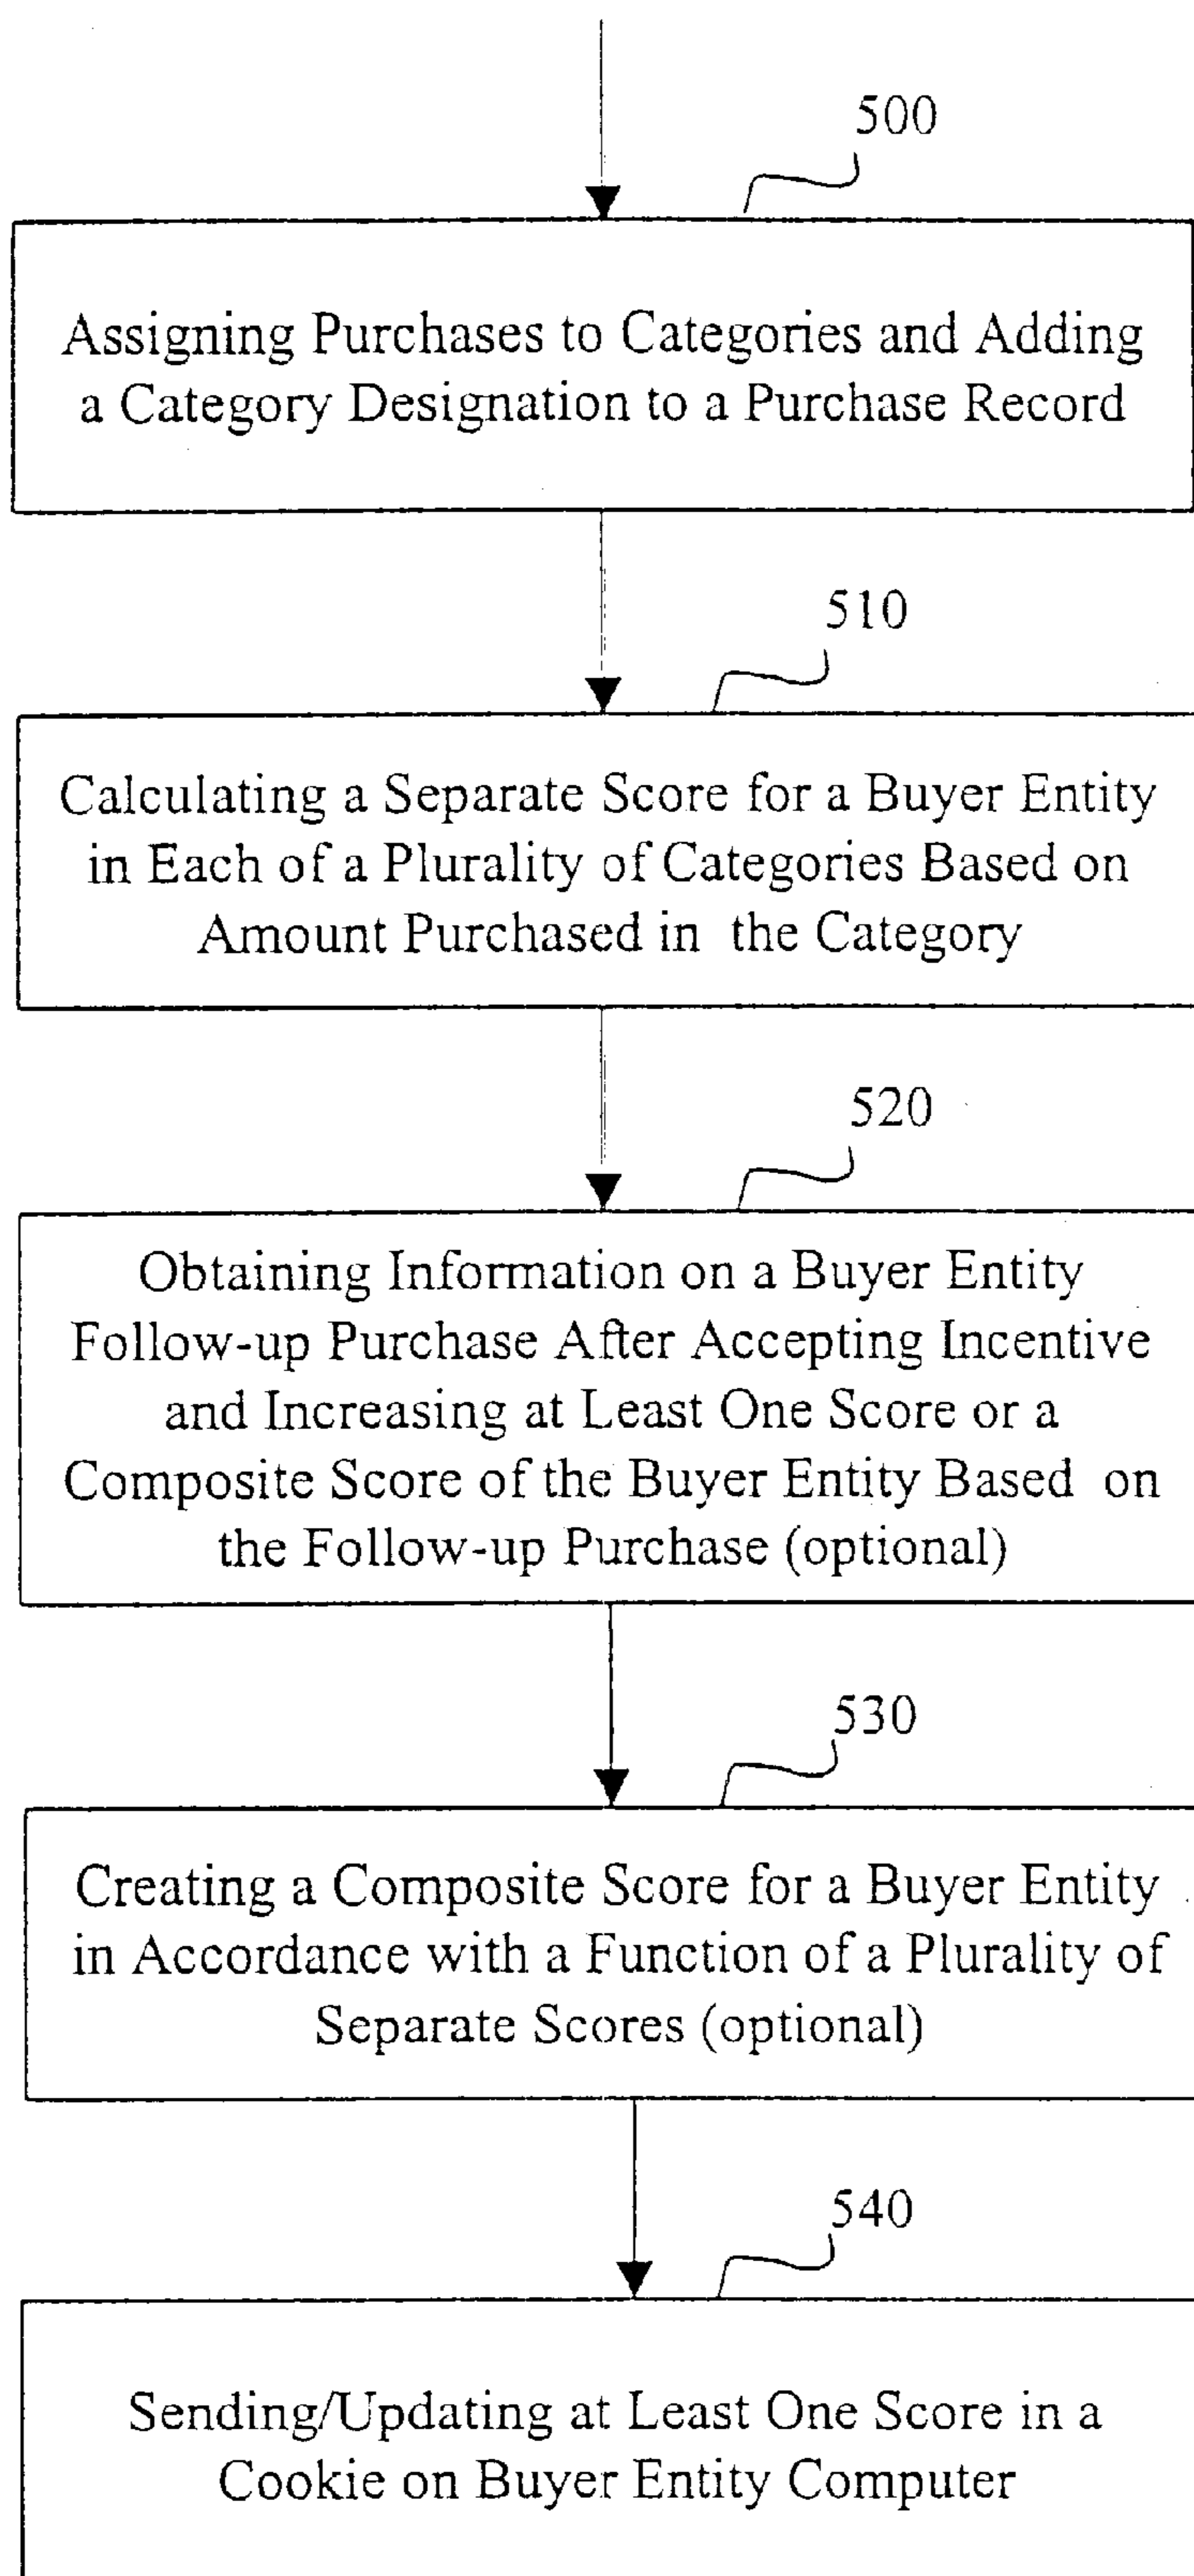 500
Assigning Purchases to Categories and Adding
a Category Designation to a Purchase Record
510
Calculating a Separate Score for a Buyer Entity
in Each of a Plurality of Categories Based on
Amount Purchased in the Category
520
Obtaining Information on a Buyer Entity
Follow-up Purchase After Accepting Incentive
and Increasing at Least One Score or a
Composite Score of the Buyer Entity Based on
the Follow-up Purchase (optional)
530
Creating a Composite Score for a Buyer Entity
in Accordance with a Function of a Plurality of
Separate Scores (optional)
540
Sending/Updating at Least One Score in a
Cookie on Buyer Entity Computer